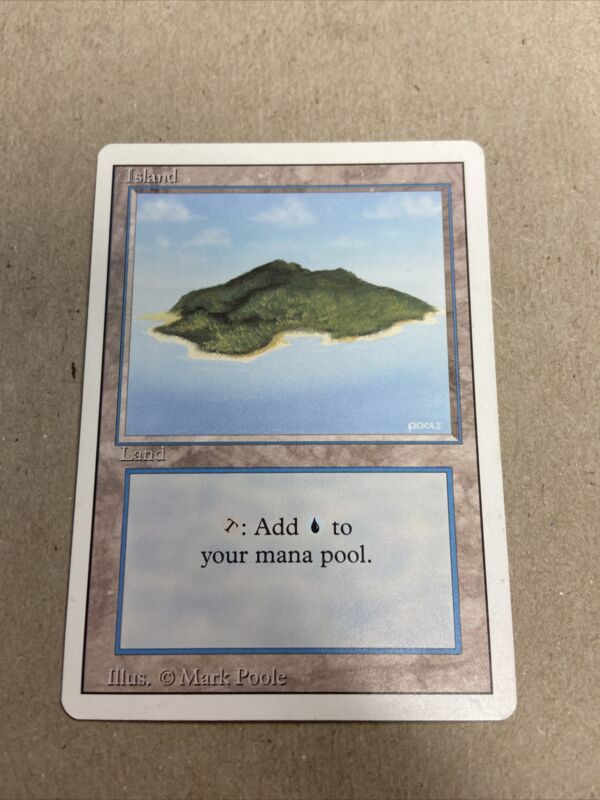 Island
POOLE
Land
: Add to
your mana pool.
Illus. © Mark Poole